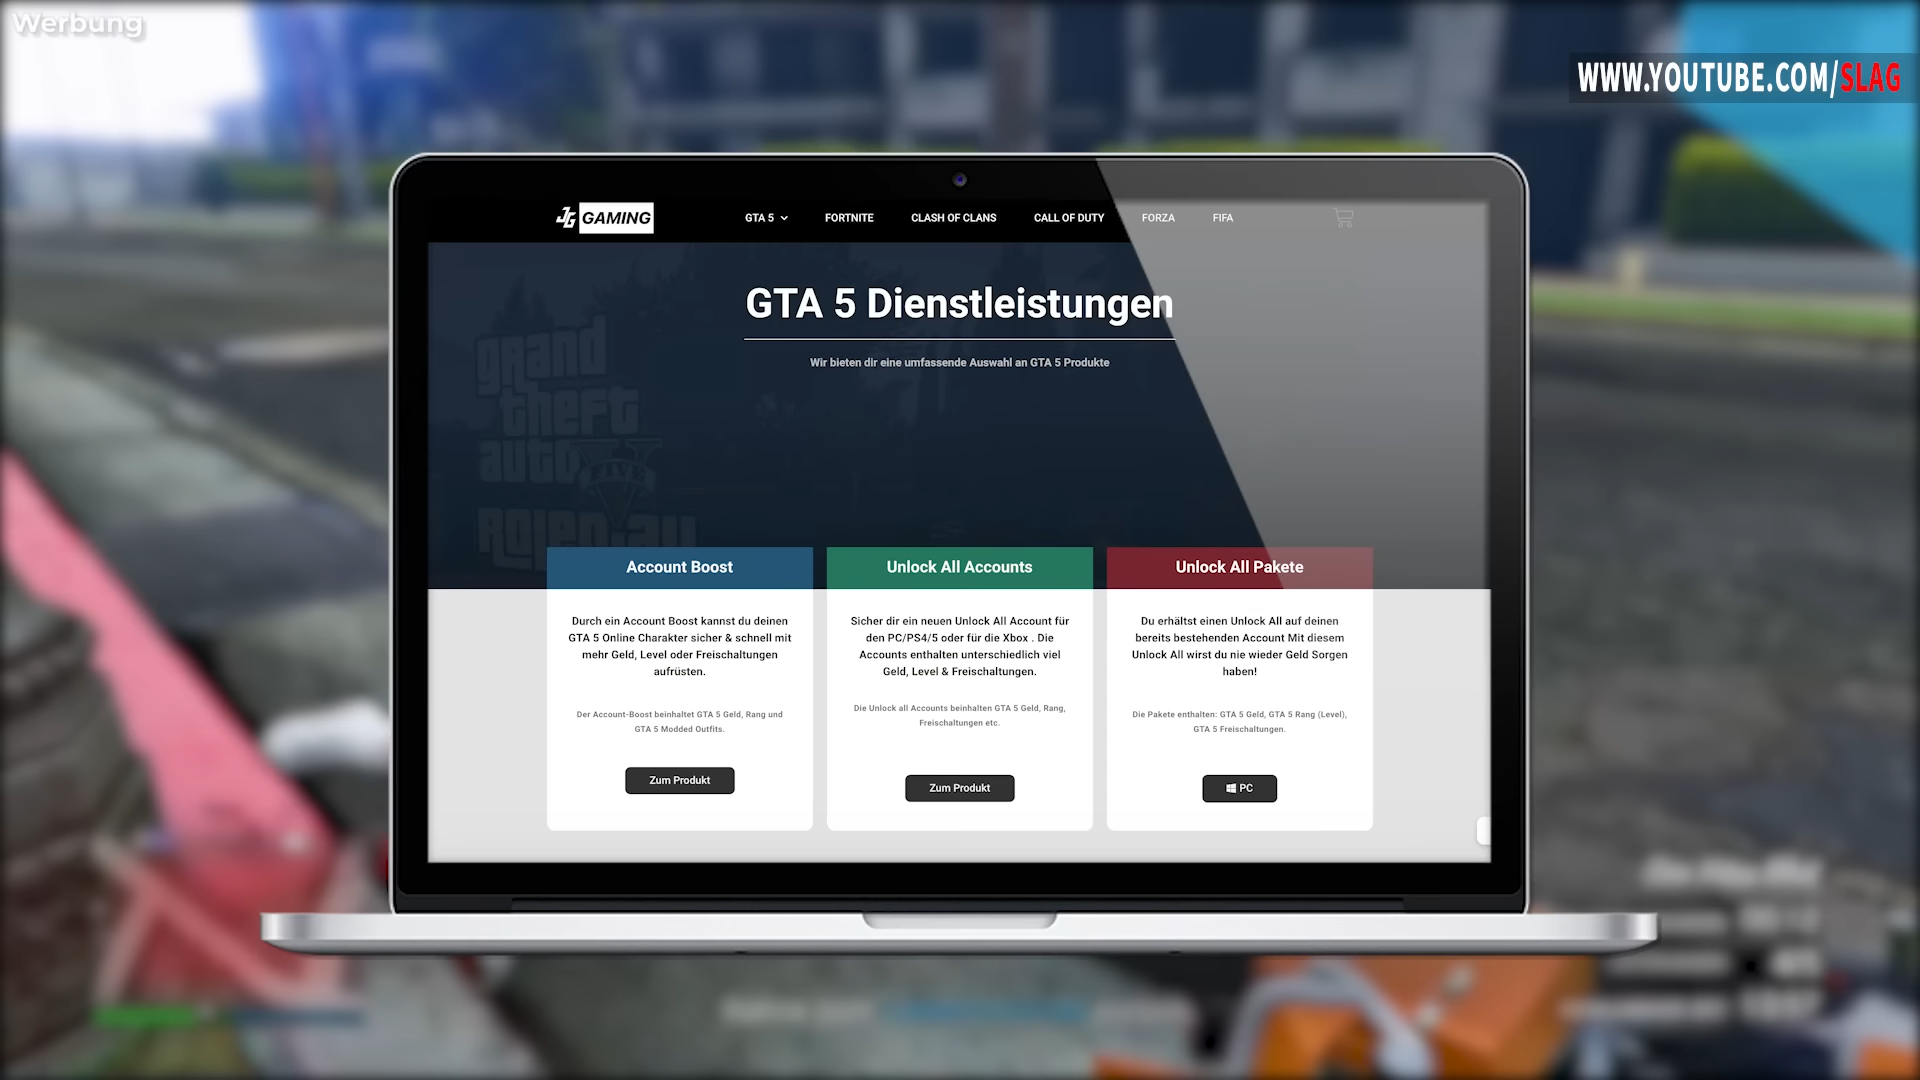 Werbung
WWW.YOUTUBE.COM/SLAG
JG GAMING
GTA 5
FORTNITE
CLASH OF CLANS
CALL OF DUTY
FORZA
FIFA
GTA 5 Dienstleistungen
Wir bieten dir eine umfassende Auswahl an GTA 5 Produkte
grand
theft
auto
V
Account Boost
Durch ein Account Boost kannst du deinen
GTA 5 Online Charakter sicher & schnell mit
mehr Geld, Level oder Freischaltungen
aufrüsten.
Der Account-Boost beinhaltet GTA 5 Geld, Rang und
GTA 5 Modded Outfits.
Zum Produkt
Unlock All Accounts
Sicher dir ein neuen Unlock All Account für
den PC/PS4/5 oder für die Xbox . Die
Accounts enthalten unterschiedlich viel
Geld, Level & Freischaltungen.
Die Unlock all Accounts beinhalten GTA 5 Geld, Rang,
Freischaltungen etc.
Zum Produkt
Unlock All Pakete
Du erhältst einen Unlock All auf deinen
bereits bestehenden Account Mit diesem
Unlock All wirst du nie wieder Geld Sorgen
haben!
Die Pakete enthalten: GTA 5 Geld, GTA 5 Rang (Level),
GTA 5 Freischaltungen.
PC